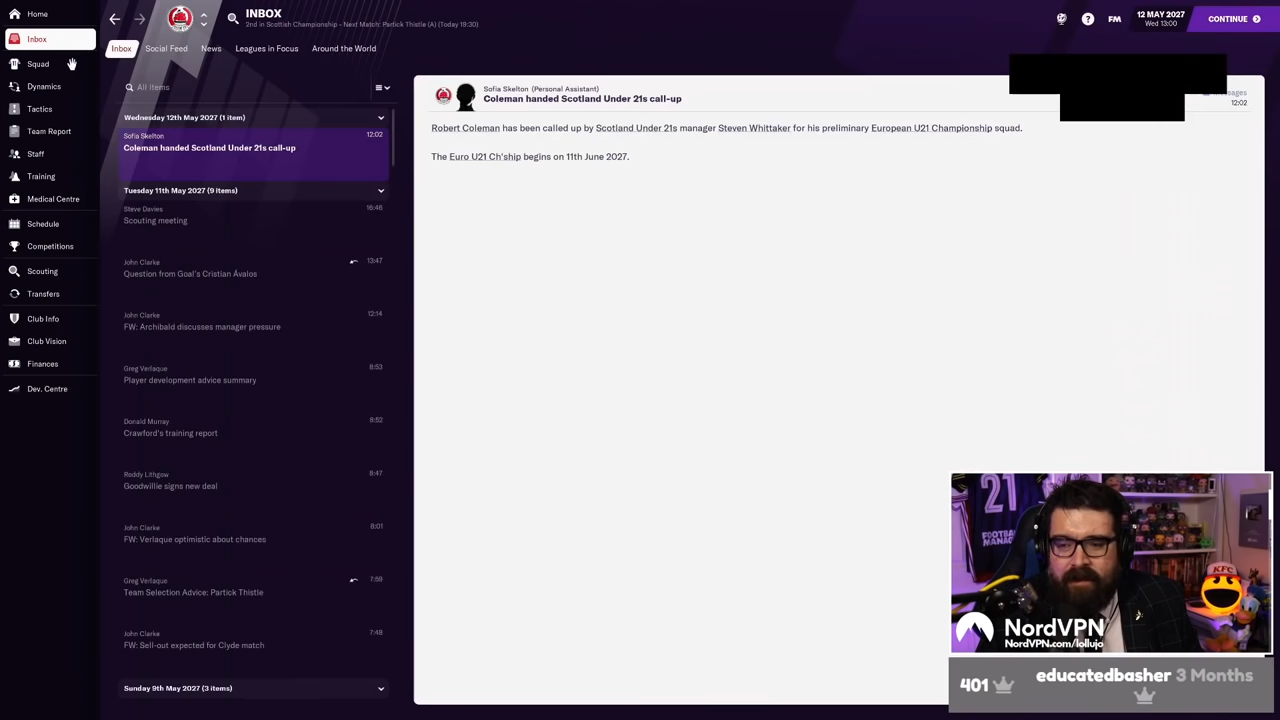 Home
Inbox
Squad
Dynamics
Tactics
Team Report
Staff
Training
Medical Centre
Schedule
Competitions
Scouting
Transfers
Club Info
Club Vision
Finances
Dev. Centre
INBOX
2nd in Scottish Championship - Next Match: Partick Thistle (A) (Today 19:30)
FM
12 MAY 2027
Wed 13:00
CONTINUE
Inbox Social Feed News Leagues in Focus Around the World
All Items
Wednesday 12th May 2027 (1 item)
Sofia Skelton 12:02
Coleman handed Scotland Under 21s call-up
Tuesday 11th May 2027 (9 items)
Steve Davies 16:46
Scouting meeting
John Clarke 13:47
Question from Goal's Cristian Ávalos
John Clarke 12:14
FW: Archibald discusses manager pressure
Greg Verlaque 8:53
Player development advice summary
Donald Murray 8:52
Crawford's training report
Roddy Lithgow 8:47
Goodwillie signs new deal
John Clarke 8:01
FW: Verlaque optimistic about chances
Greg Verlaque 7:59
Team Selection Advice: Partick Thistle
John Clarke 7:48
FW: Sell-out expected for Clyde match
Sunday 9th May 2027 (3 items)
Sofia Skelton (Personal Assistant)
Coleman handed Scotland Under 21s call-up
12:02
Robert Coleman has been called up by Scotland Under 21s manager Steven Whittaker for his preliminary European U21 Championship squad.
The Euro U21 Ch'ship begins on 11th June 2027.
21
FOOTBALL
MANAGER
KFC
NordVPN
NordVPN.com/lollujo
401
educatedbasher 3 Months